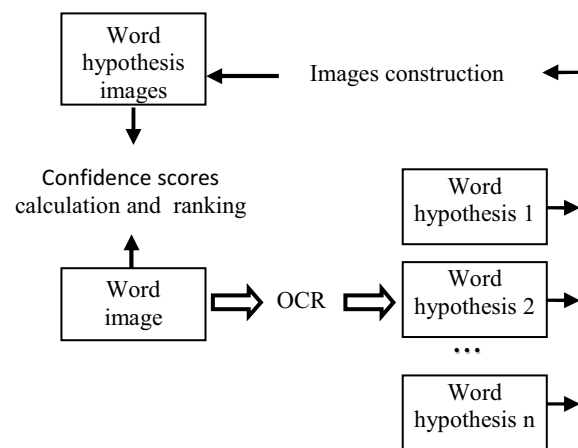 Word
hypothesis
images
Images construction
Confidence scores
calculation and ranking
Word
hypothesis 1
Word
image
OCR
Word
hypothesis 2
...
Word
hypothesis n